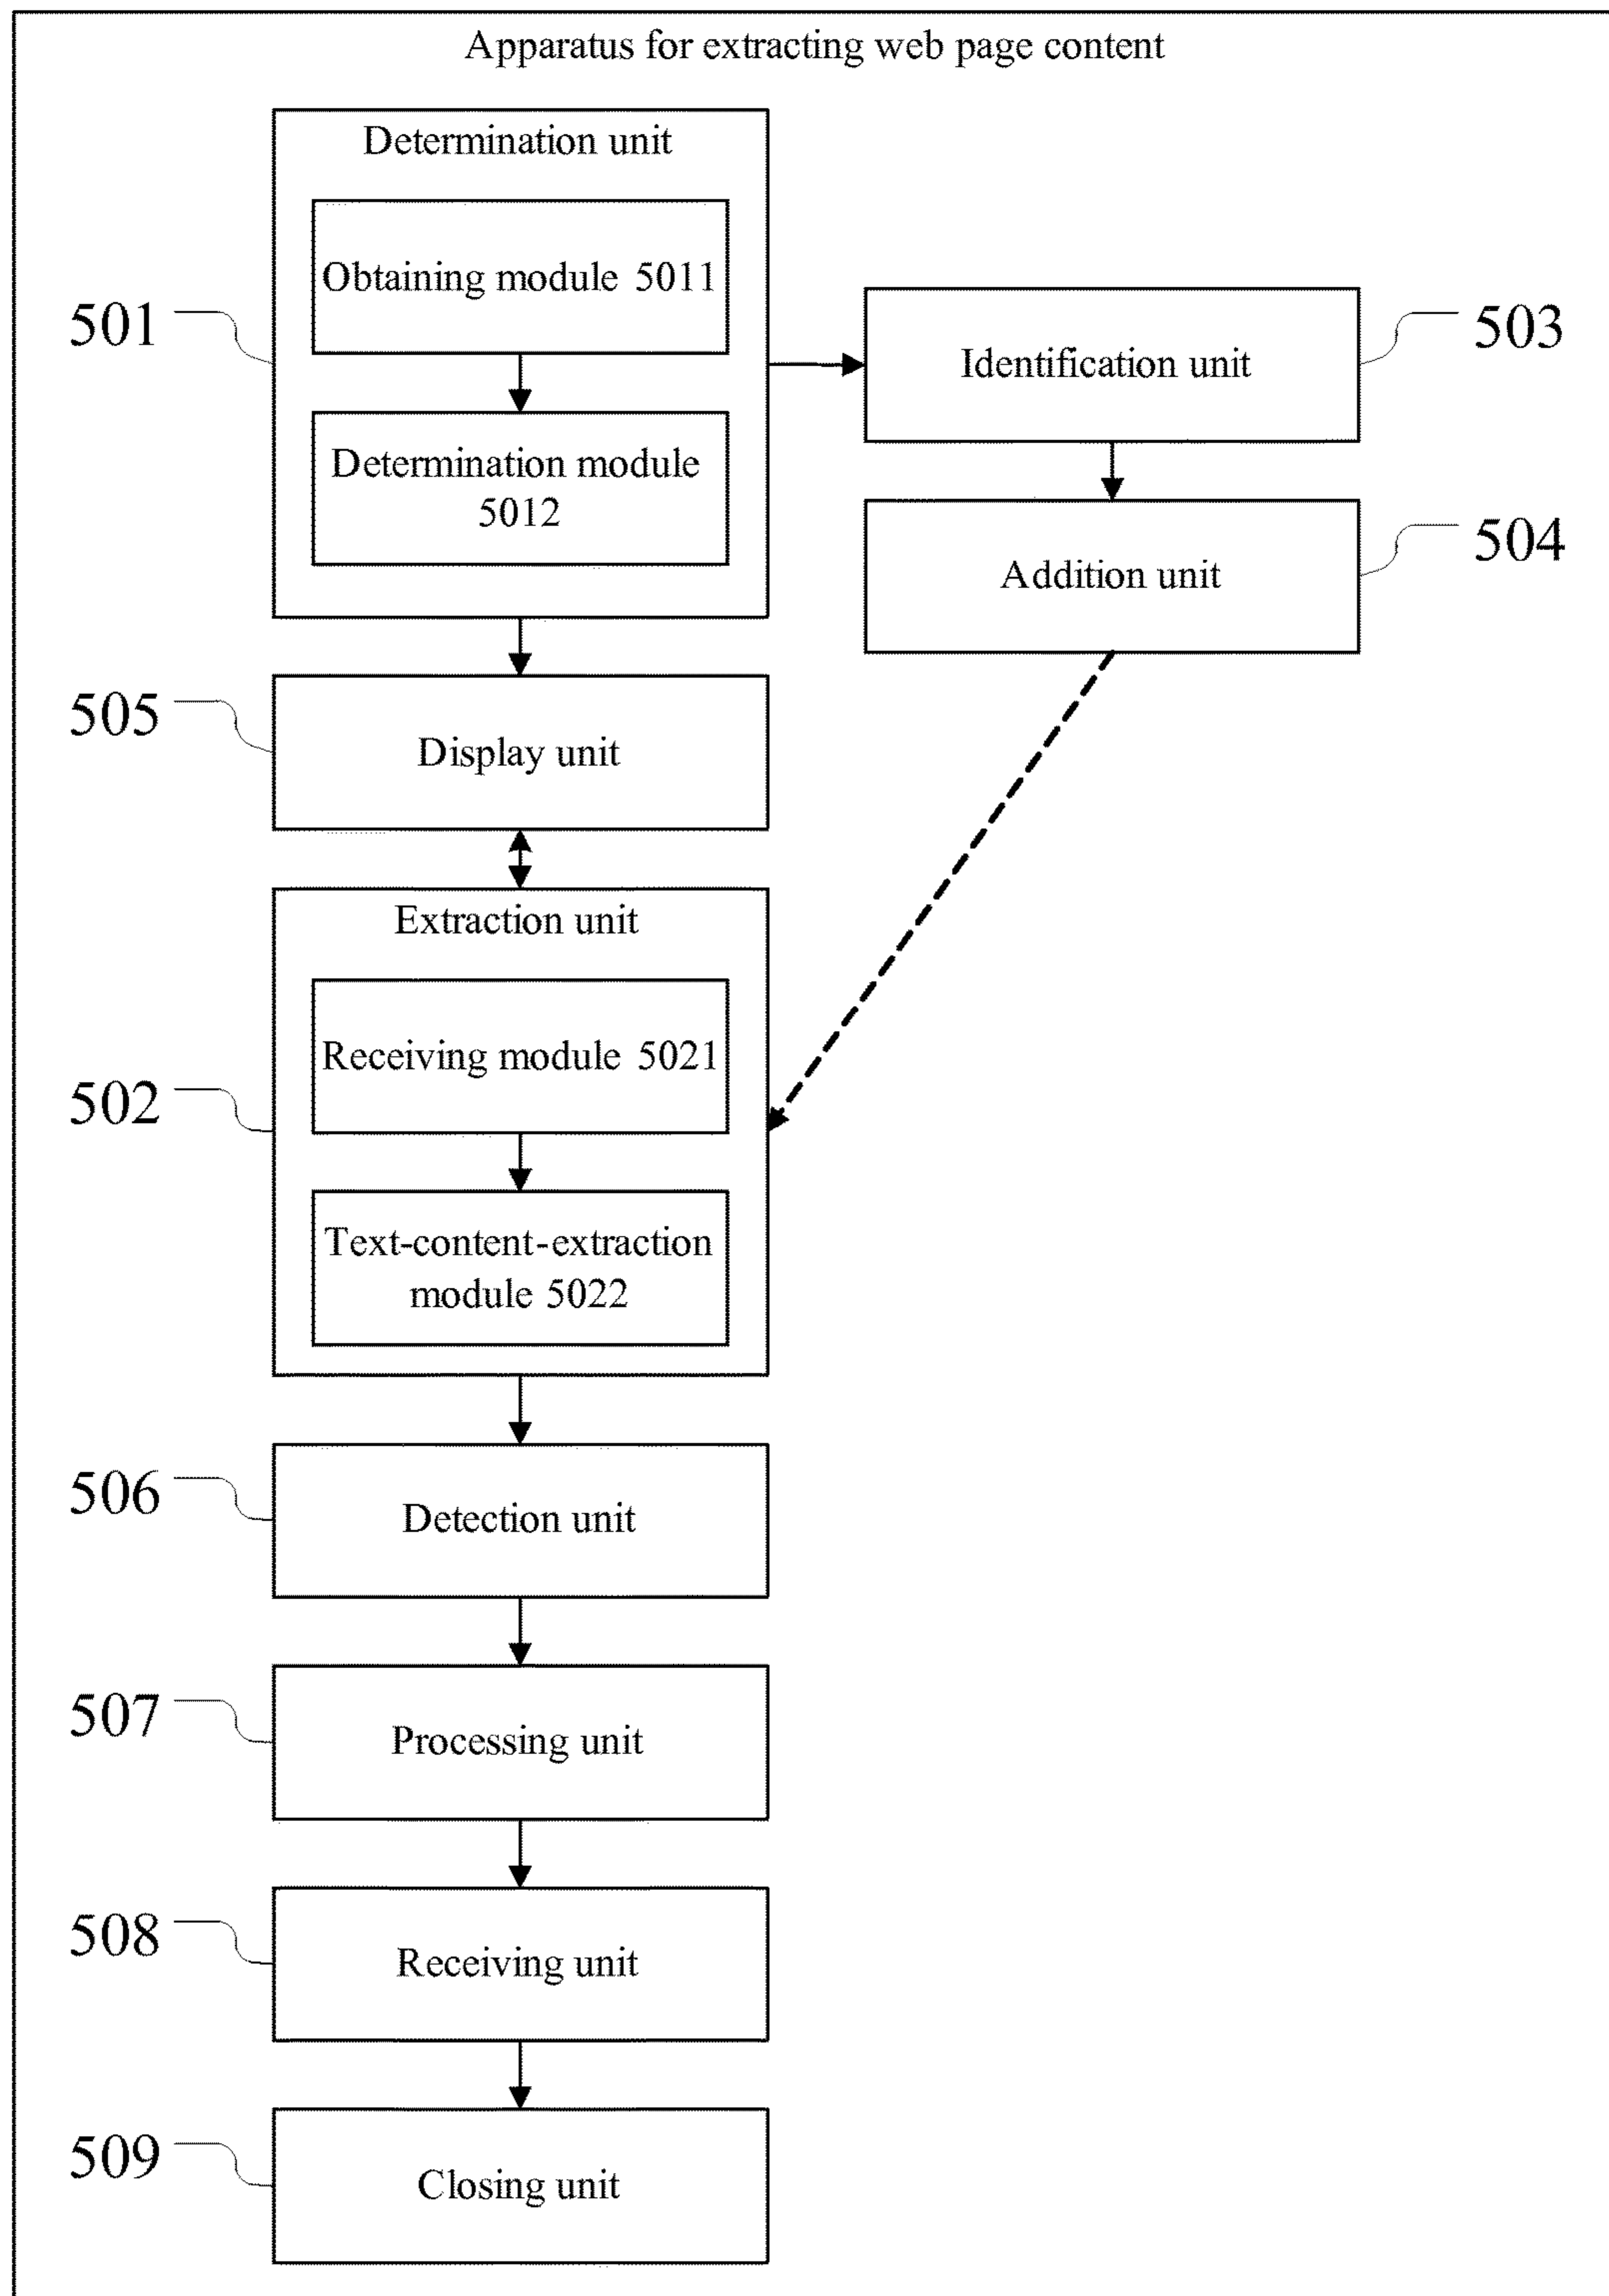 Apparatus for extracting web page content
Determination unit
Obtaining module 5011
501
503
Identification unit
Determination module
5012
504
Addition unit
505
Display unit
Extraction unit
Receiving module 5021
502
Text-content-extraction
module 5022
506
Detection unit
507
Processing unit
508
Receiving unit
509
Closing unit